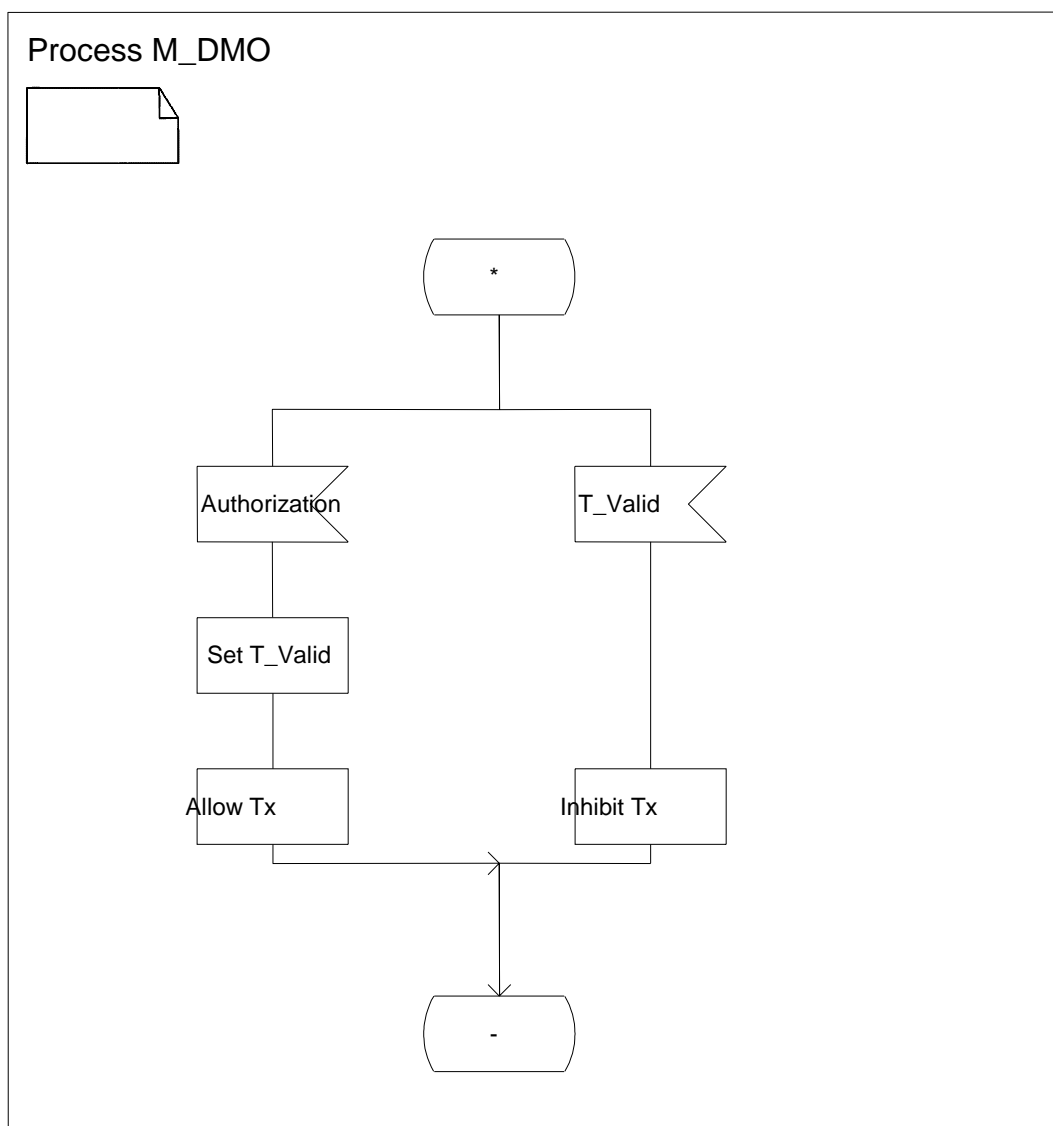 Process M_DMO
*
Authorization
T_Valid
Set T_Valid
Allow Tx
Inhibit Tx
-